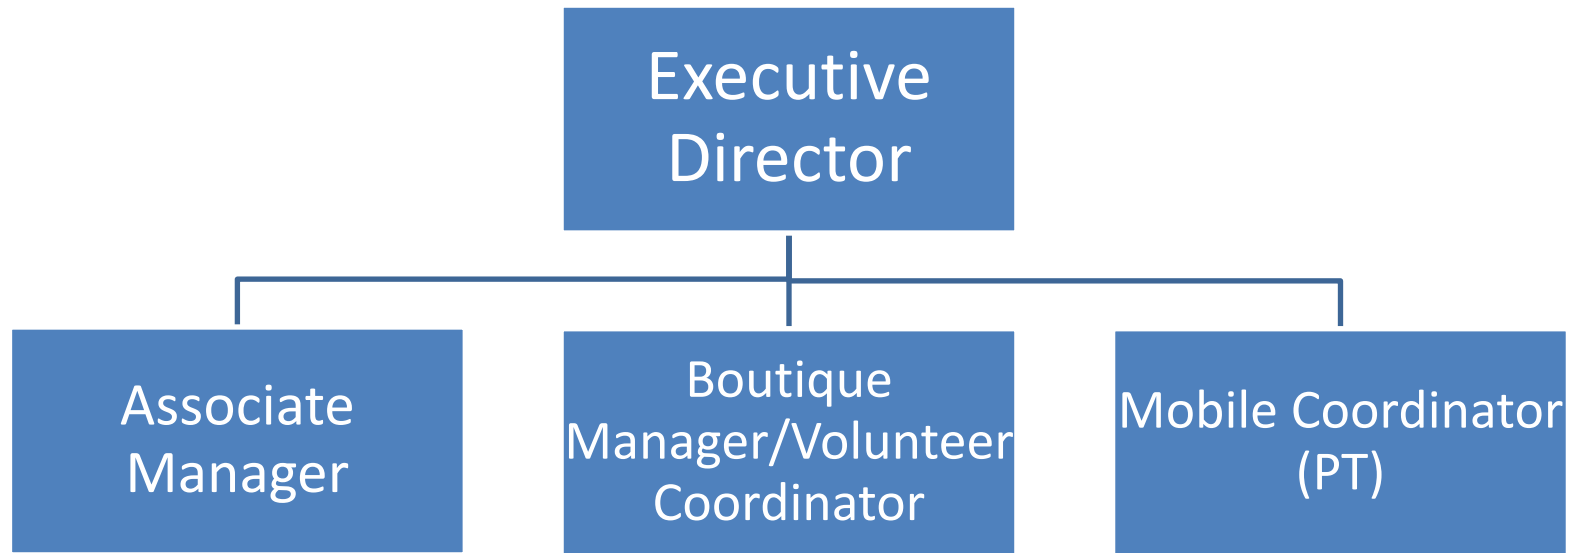 Executive
Director
Associate
Manager
Boutique
Manager/Volunteer
Coordinator
Mobile Coordinator
(PT)